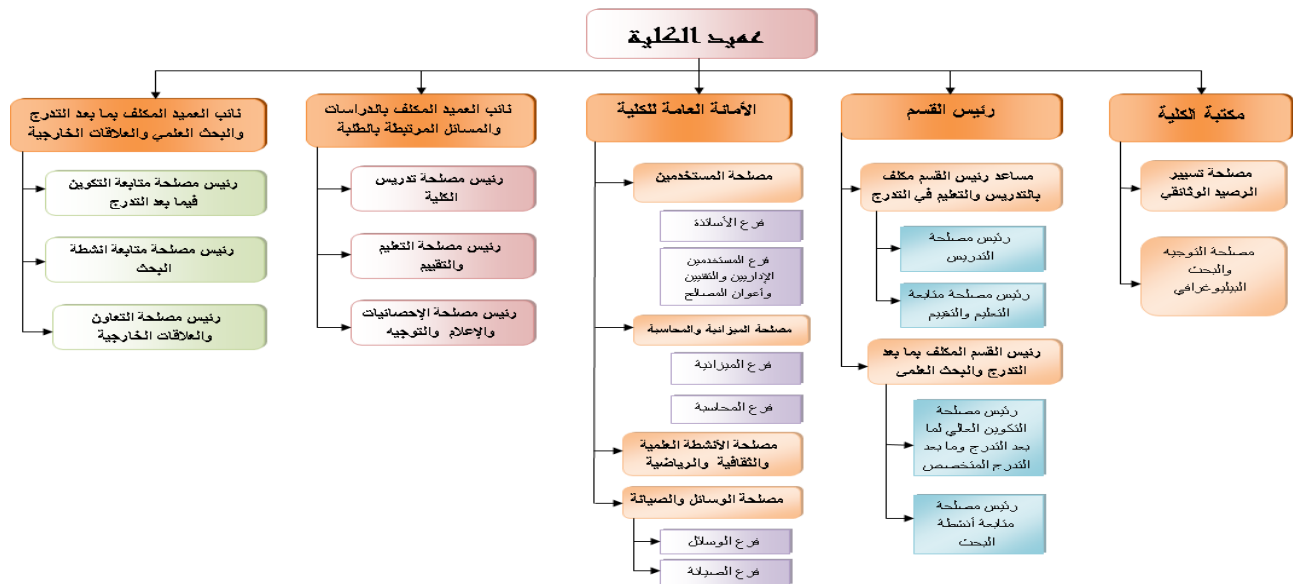 عميد الكلية
مكتبة الكلية
مصلحة تسيير
الرصيد الوثائقي
مصلحة التوجيه
والبحث
البيليوغرافي
رئيس القسم
مساعد رئيس القسم مكلف
بالتدريس والتعليم في التدرج
رئيس مصلحة
التدريس
رئيس مصلحة متابعة
التعليم والتقييم
رئيس القسم المكلف بما بعد
التدرج والبحث العلمي
رئيس مصلحة
التكوين العالي لما
بعد التدرج وما بعد
التدرج المتخصص
رئيس مصلحة
متابعة أنشطة
البحث
الأمانة العامة للكلية
مصلحة المستخدمين
فرع الأساتذة
فرع المستخدمين
الإداريين والتقنيين
وأعوان المصالح
مصلحة الميزانية والمحاسبة
فرع الميزانية
فرع المحاسبة
مصلحة الأنشطة العلمية
والثقافية والرياضية
مصلحة الوسائل والصيانة
فرع الوسائل
فرع الصيانة
نائب العميد المكلف بالدراسات
والمسائل المرتبطة بالطلبة
رئيس مصلحة تدريس
الكلية
رئيس مصلحة التعليم
والتقييم
رئيس مصلحة الإحصائيات
والإعلام والتوجيه
نائب العميد المكلف بما بعد التدرج
والبحث العلمي والعلاقات الخارجية
رئيس مصلحة متابعة التكوين
فيما بعد التدرج
رئيس مصلحة متابعة انشطة
البحث
رئيس مصلحة التعاون
والعلاقات الخارجية